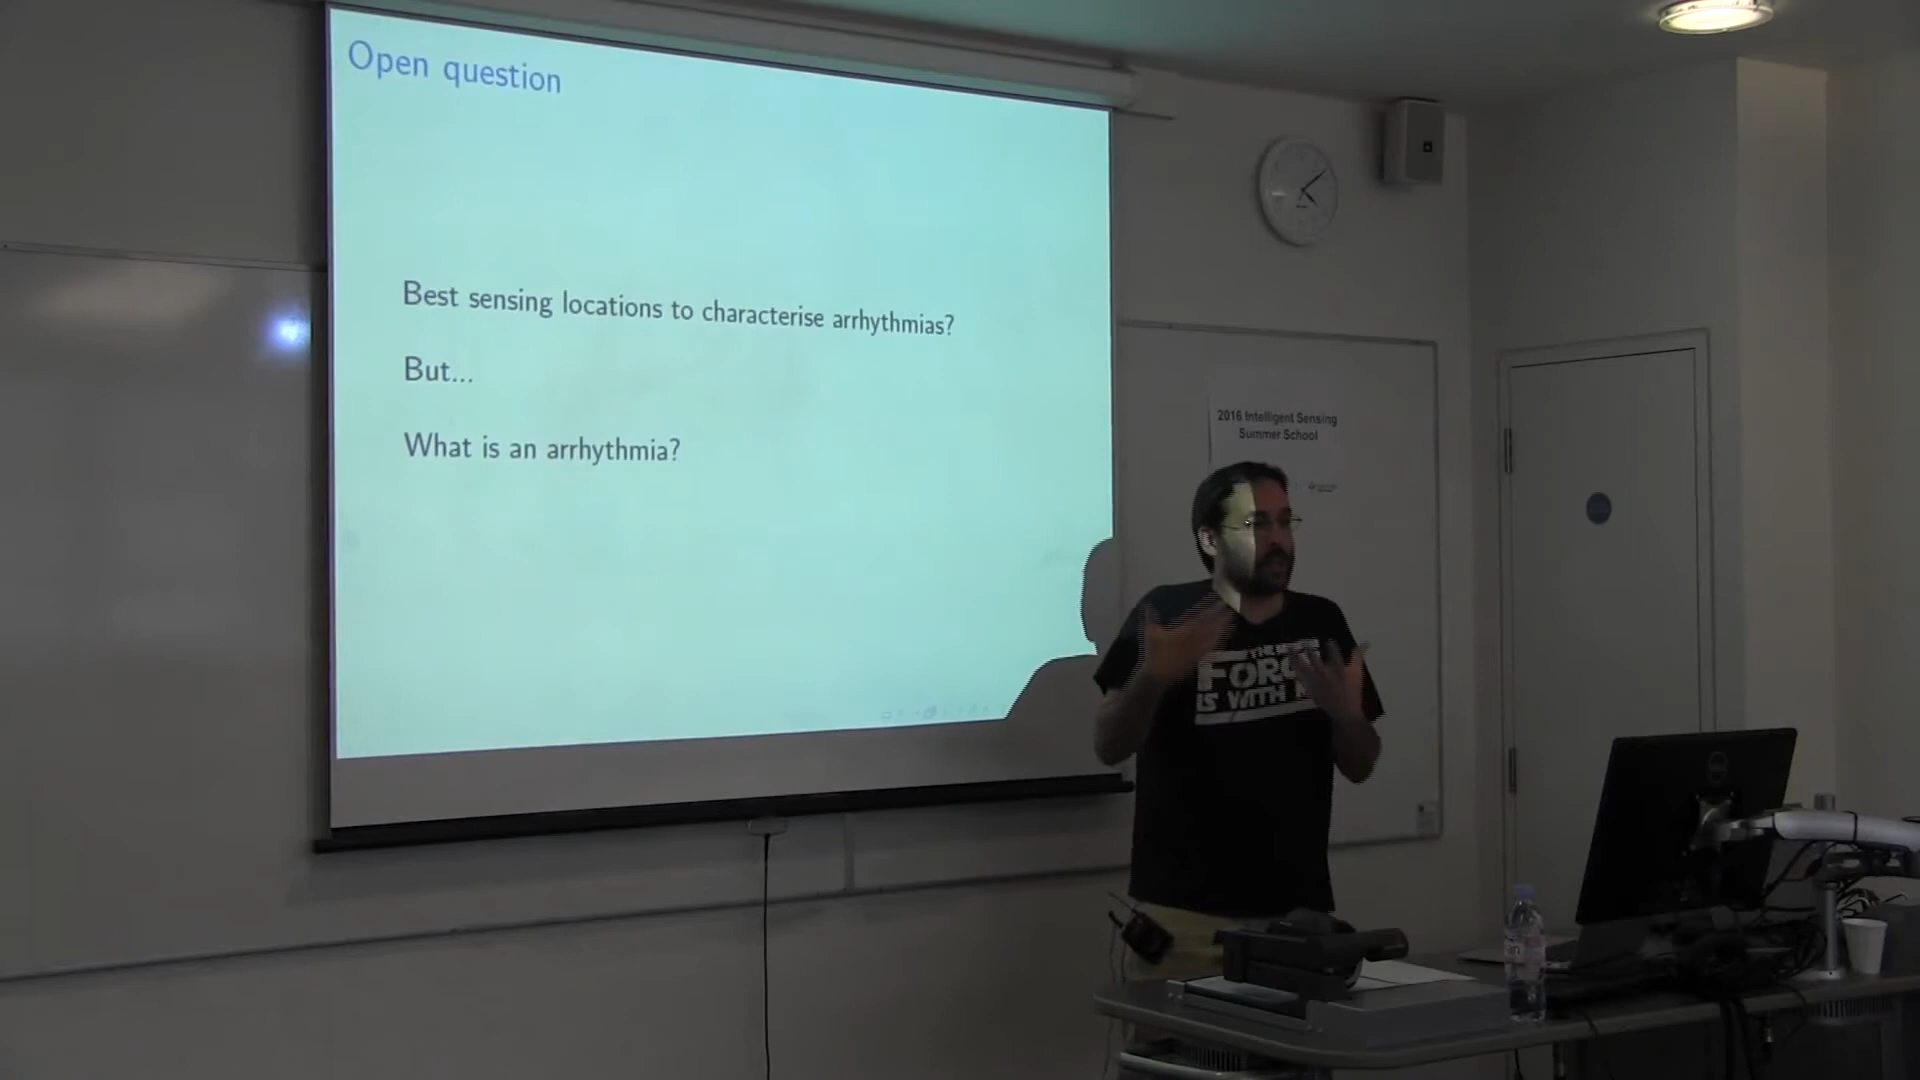 Open question
Best sensing locations to characterise arrhythmias?
But...
What is an arrhythmia?
2016 Intelligent Sensing
Summer School
THE
IS WITH